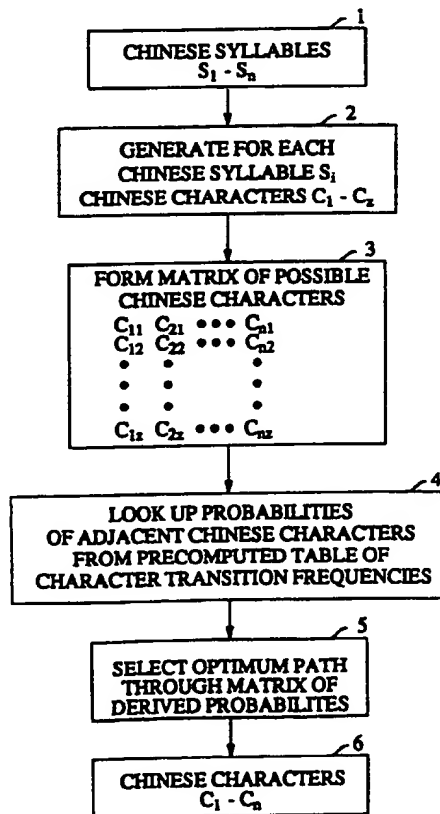 1
CHINESE SYLLABLES
S₁ - Sₙ
2
GENERATE FOR EACH
CHINESE SYLLABLE Sᵢ
CHINESE CHARACTERS C₁ - C_z
3
FORM MATRIX OF POSSIBLE
CHINESE CHARACTERS
C₁₁ C₂₁ ••• Cₙ₁
C₁₂ C₂₂ ••• Cₙ₂
• • •
• • •
• • •
C₁z C₂z ••• Cₙz
4
LOOK UP PROBABILITIES
OF ADJACENT CHINESE CHARACTERS
FROM PRECOMPUTED TABLE OF
CHARACTER TRANSITION FREQUENCIES
5
SELECT OPTIMUM PATH
THROUGH MATRIX OF
DERIVED PROBABILITES
6
CHINESE CHARACTERS
C₁ - Cₙ